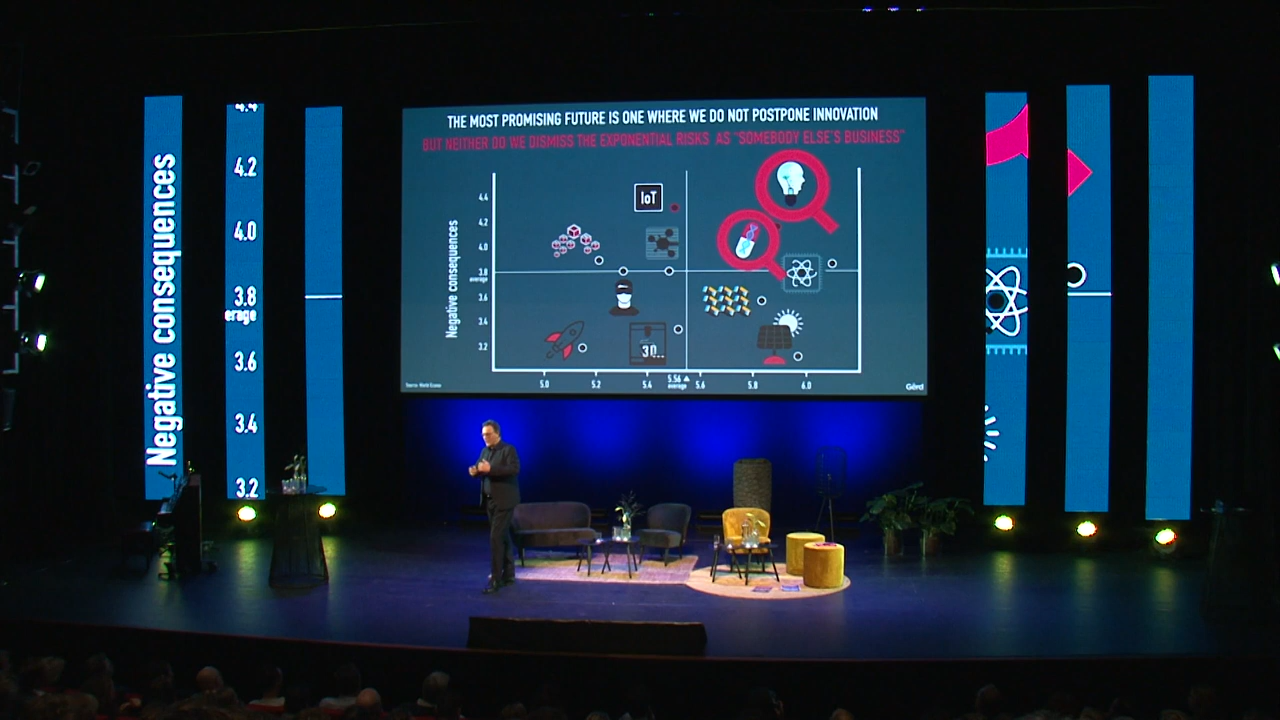 THE MOST PROMISING FUTURE IS ONE WHERE WE DO NOT POSTPONE INNOVATION
BUT NEITHER DO WE DISMISS THE EXPONENTIAL RISKS AS "SOMEBODY ELSE'S BUSINESS"
Negative consequences
4.4
4.2
4.0
3.8
average
3.6
3.4
3.2
IoT
5.0
5.2
5.4
5.56
average
5.6
5.8
6.0
Gerd
Negative consequences
4.4
4.2
4.0
3.8
erage
3.6
3.4
3.2